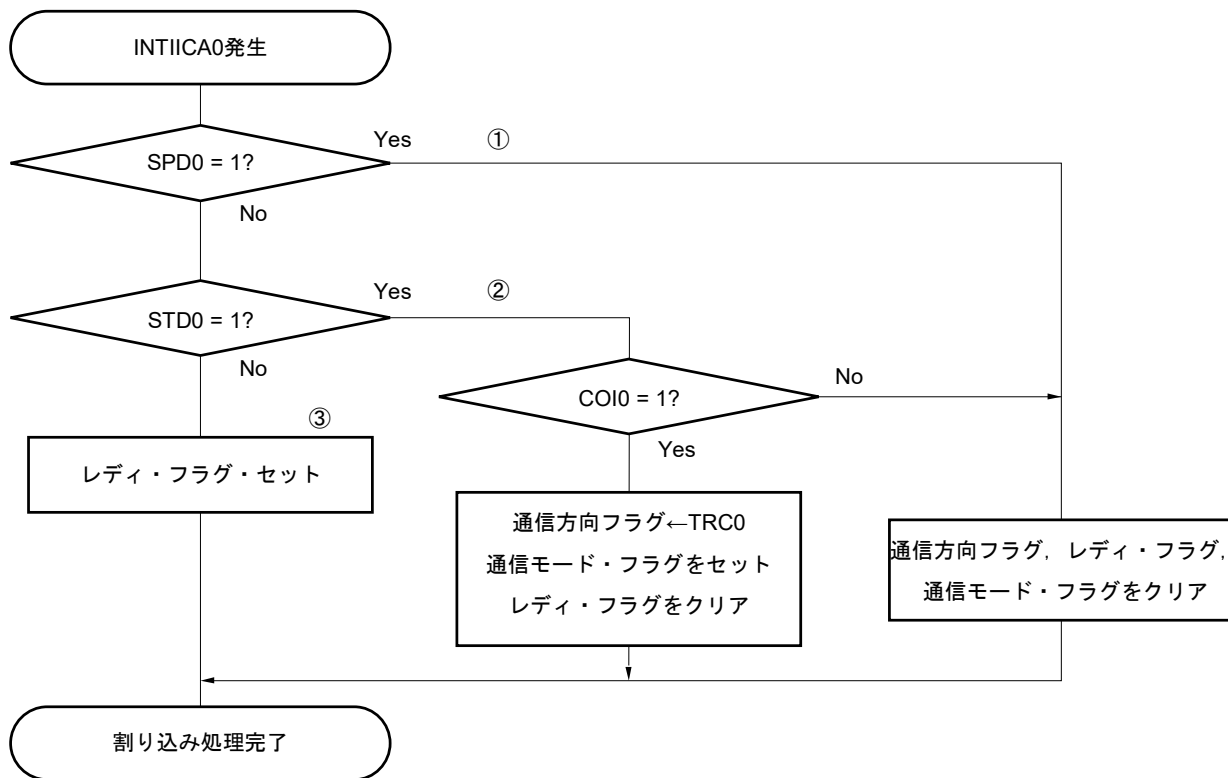 INTIICA0発生
Yes
①
SPD0 = 1?
No
Yes
②
STD0 = 1?
No
COI0 = 1?
No
③
Yes
レディ・フラグ・セット
通信方向フラグ←TRC0
通信モード・フラグをセット
レディ・フラグをクリア
通信方向フラグ，レディ・フラグ，
通信モード・フラグをクリア
割り込み処理完了